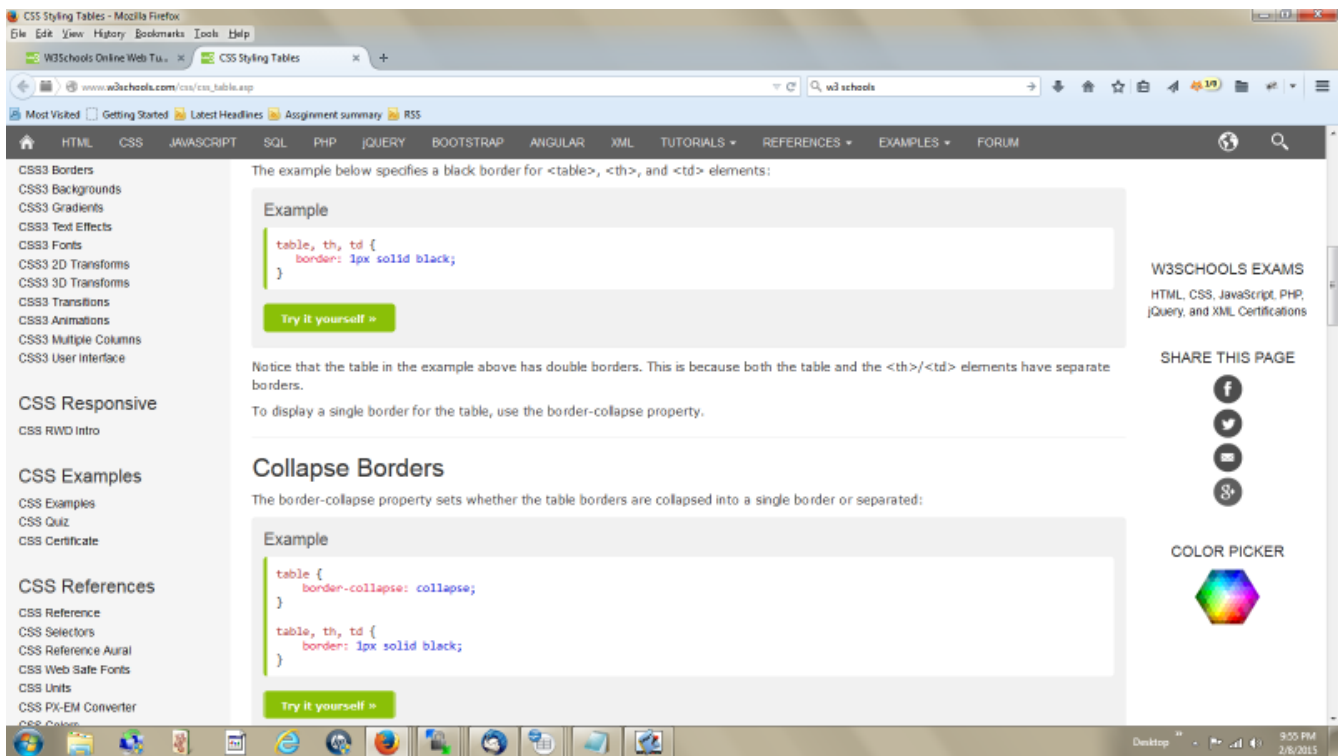 CSS Styling Tables - Mozilla Firefox
File Edit View History Bookmarks Tools Help
W3Schools Online Web Tu... × CSS Styling Tables × +
www.w3schools.com/css/css_table.asp w3 schools 19
Most Visited Getting Started Latest Headlines Assginment summary RSS
HTML CSS JAVASCRIPT SQL PHP jQUERY BOOTSTRAP ANGULAR XML TUTORIALS REFERENCES EXAMPLES FORUM
CSS3 Borders
CSS3 Backgrounds
CSS3 Gradients
CSS3 Text Effects
CSS3 Fonts
CSS3 2D Transforms
CSS3 3D Transforms
CSS3 Transitions
CSS3 Animations
CSS3 Multiple Columns
CSS3 User Interface
CSS Responsive
CSS RWD Intro
CSS Examples
CSS Examples
CSS Quiz
CSS Certificate
CSS References
CSS Reference
CSS Selectors
CSS Reference Aural
CSS Web Safe Fonts
CSS Units
CSS PX-EM Converter
CSS Colors
The example below specifies a black border for <table>, <th>, and <td> elements:
Example
table, th, td {
border: 1px solid black;
}
Try it yourself »
Notice that the table in the example above has double borders. This is because both the table and the <th>/<td> elements have separate
borders.
To display a single border for the table, use the border-collapse property.
Collapse Borders
The border-collapse property sets whether the table borders are collapsed into a single border or separated:
Example
table {
border-collapse: collapse;
}
table, th, td {
border: 1px solid black;
}
Try it yourself »
W3SCHOOLS EXAMS
HTML, CSS, JavaScript, PHP,
jQuery, and XML Certifications
SHARE THIS PAGE
COLOR PICKER
Desktop 9:55 PM
2/8/2015